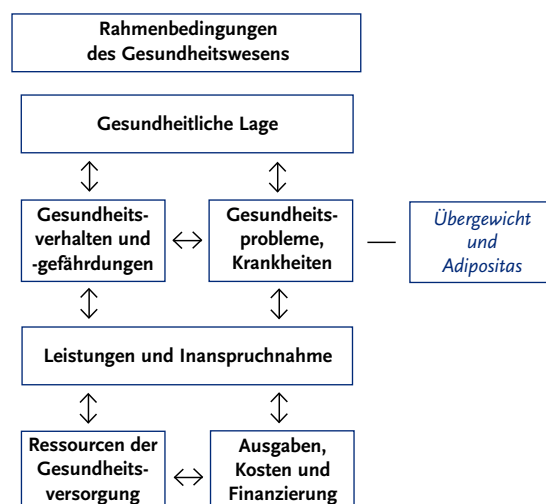 Rahmenbedingungen
des Gesundheitswesens
Gesundheitliche Lage
Gesundheits-
verhalten und
-gefährdungen
Gesundheits-
probleme,
Krankheiten
Übergewicht
und
Adipositas
Leistungen und Inanspruchnahme
Ressourcen der
Gesundheits-
versorgung
Ausgaben,
Kosten und
Finanzierung